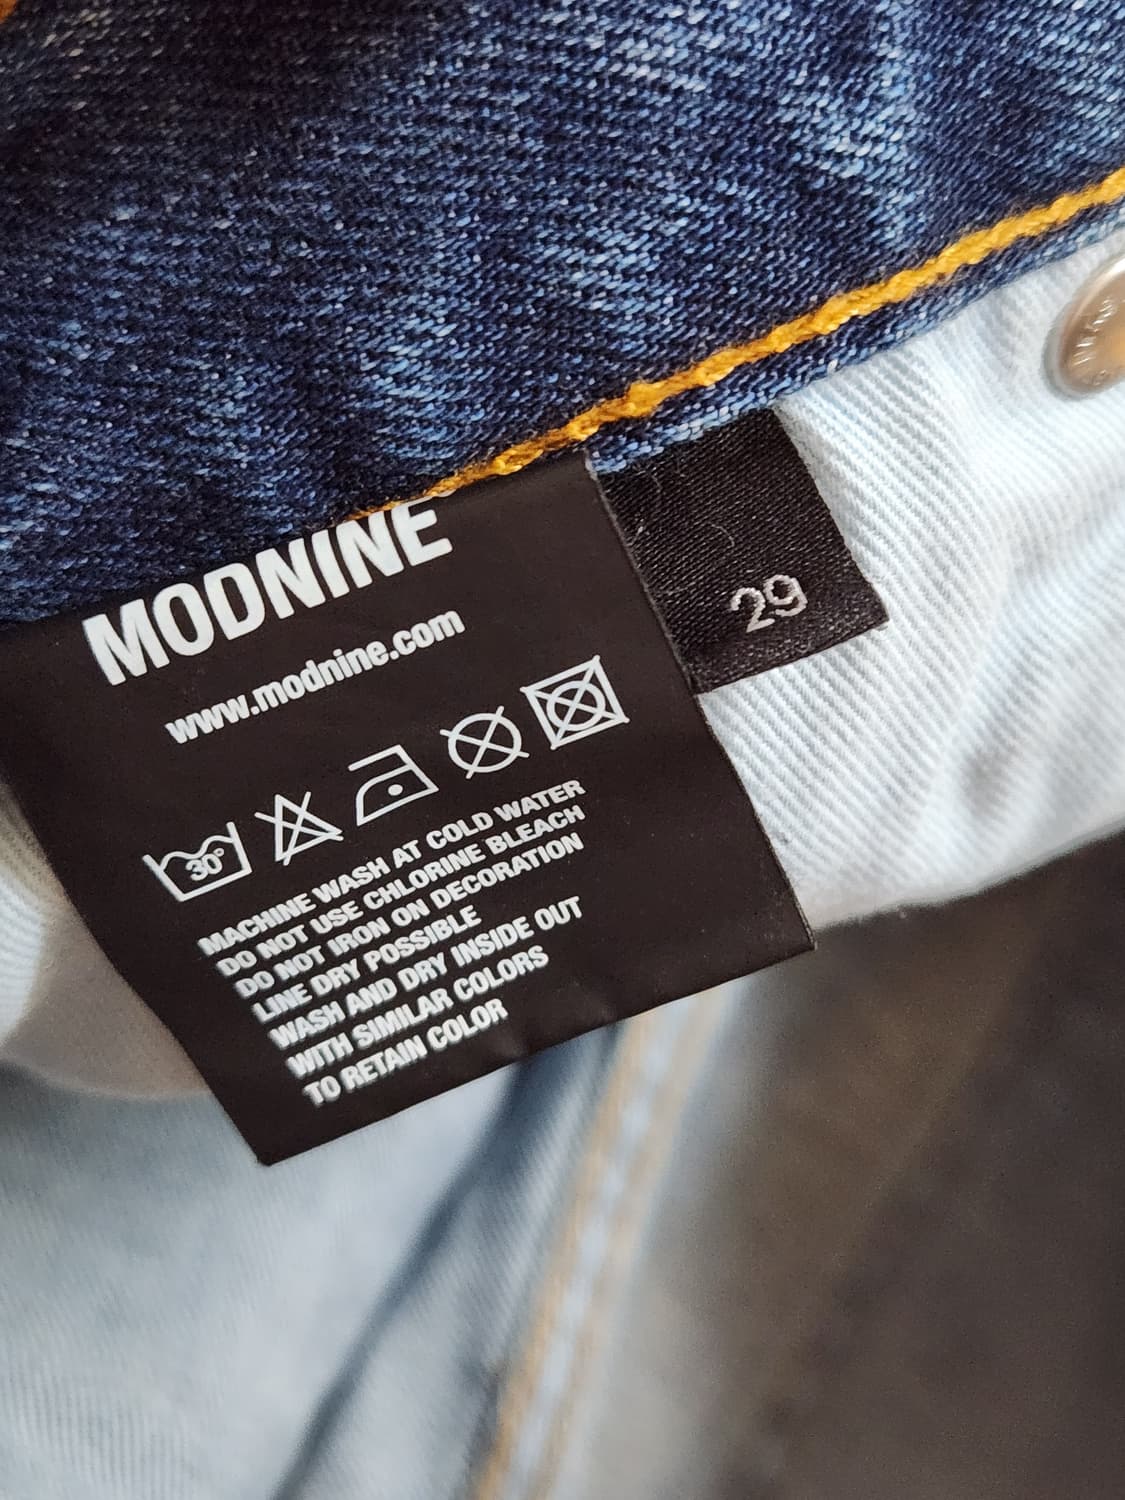 MODNINE
www.modnine.com
29
30°
MACHINE WASH AT COLD WATER
DO NOT USE CHLORINE BLEACH
DO NOT IRON ON DECORATION
LINE DRY POSSIBLE
WASH AND DRY INSIDE OUT
WITH SIMILAR COLORS
TO RETAIN COLOR